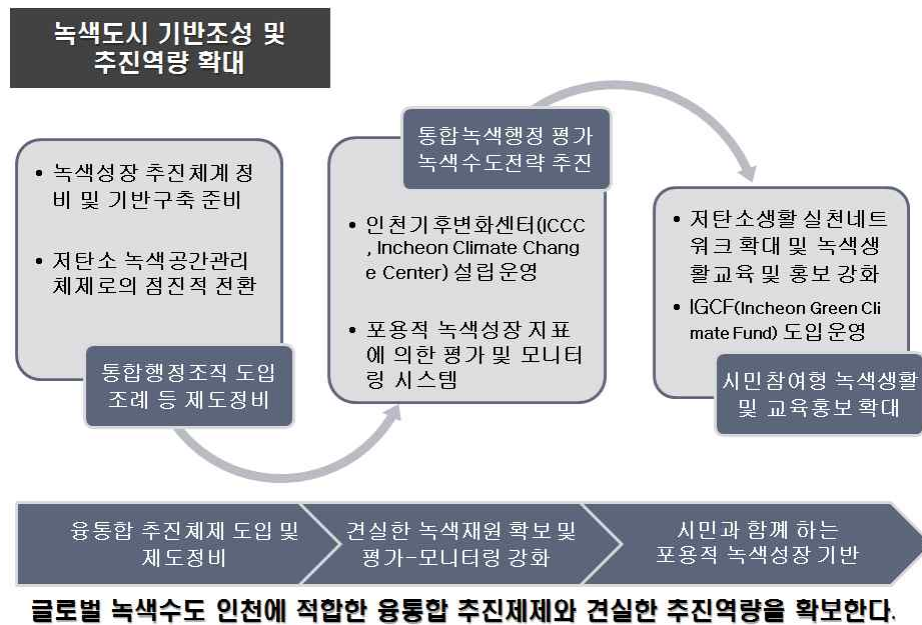 녹색도시 기반조성 및
추진역량 확대
• 녹색성장 추진체계 정
비 및 기반구축 준비
• 저탄소 녹색공간관리
체제로의 점진적 전환
통합행정조직 도입
조례 등 제도정비
통합녹색행정 평가
녹색수도전략 추진
• 인천기후변화센터(ICCC
, Incheon Climate Chang
e Center) 설립 운영
• 포용적 녹색성장 지표
에 의한 평가 및 모니터
링 시스템
• 저탄소생활 실천네트
워크 확대 및 녹색생
활교육 및 홍보 강화
• IGCF(Incheon Green Cli
mate Fund) 도입 운영
시민참여형 녹색생활
및 교육홍보 확대
융통합 추진체제 도입 및
제도정비
견실한 녹색재원 확보 및
평가-모니터링 강화
시민과 함께 하는
포용적 녹색성장 기반
글로벌 녹색수도 인천에 적합한 융통합 추진제제와 견실한 추진역량을 확보한다.